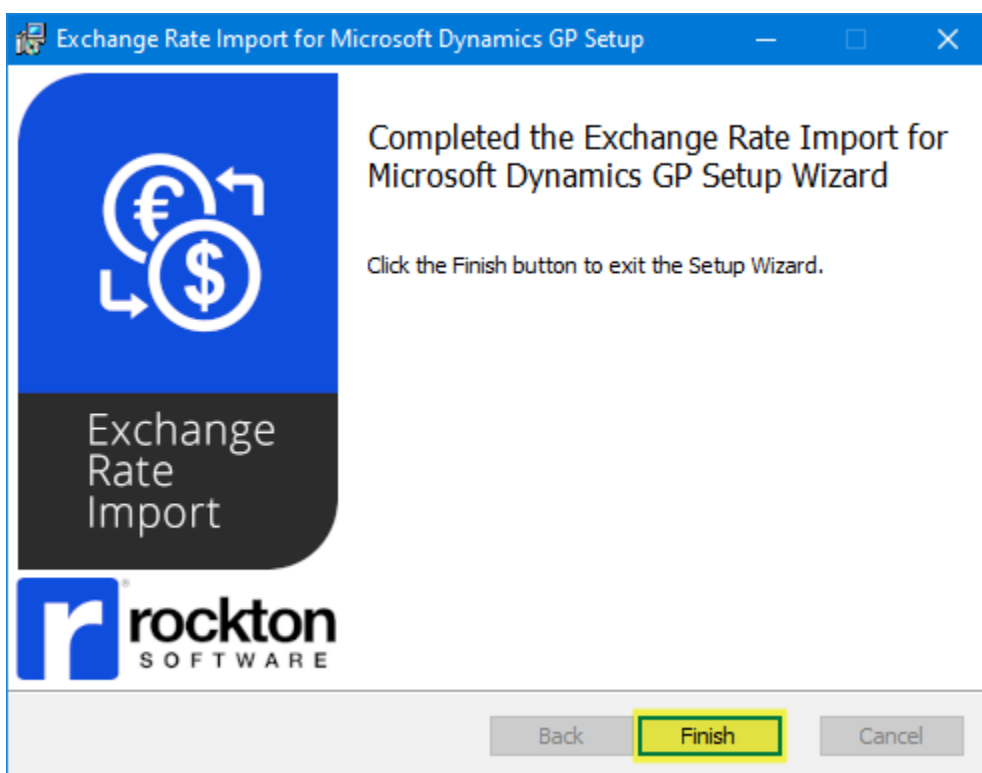 Exchange Rate Import for Microsoft Dynamics GP Setup
Completed the Exchange Rate Import for
Microsoft Dynamics GP Setup Wizard
Click the Finish button to exit the Setup Wizard.
€
$
Exchange
Rate
Import
r rockton®
SOFTWARE
Back
Finish
Cancel